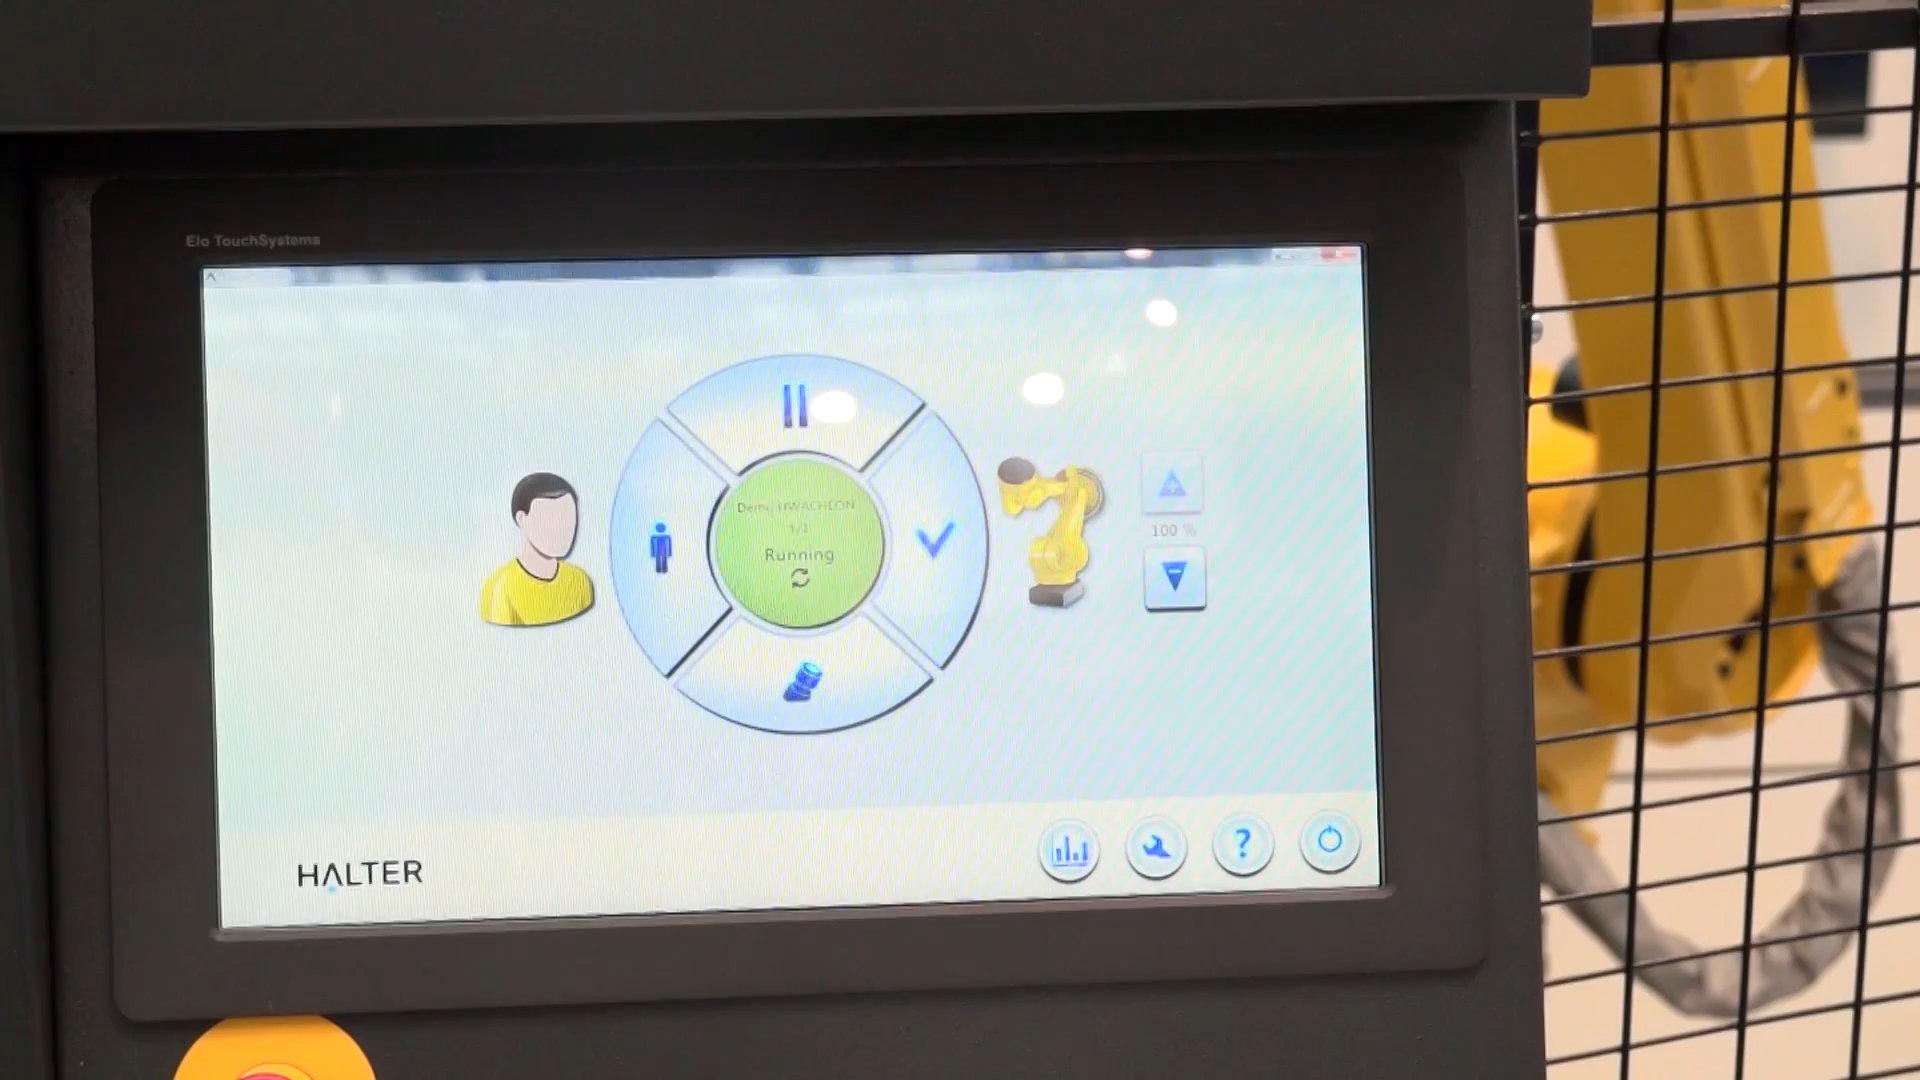 Elo TouchSystems
Demo HWACHEON
1/1
Running
100 %
?
HALTER